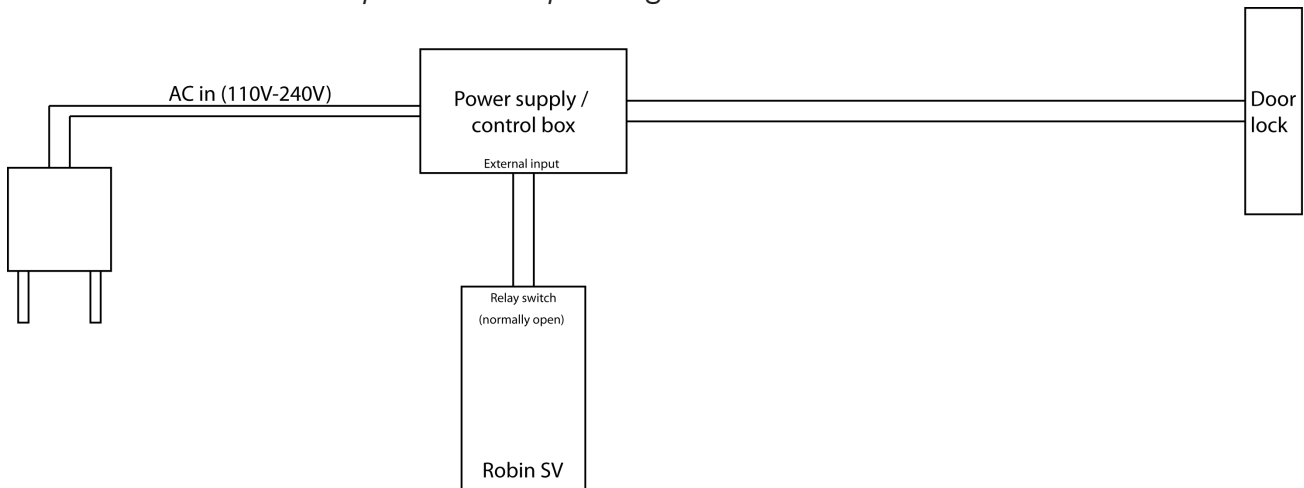 AC in (110V-240V)
Power supply /
control box
External input
Door
lock
Relay switch
(normally open)
Robin SV